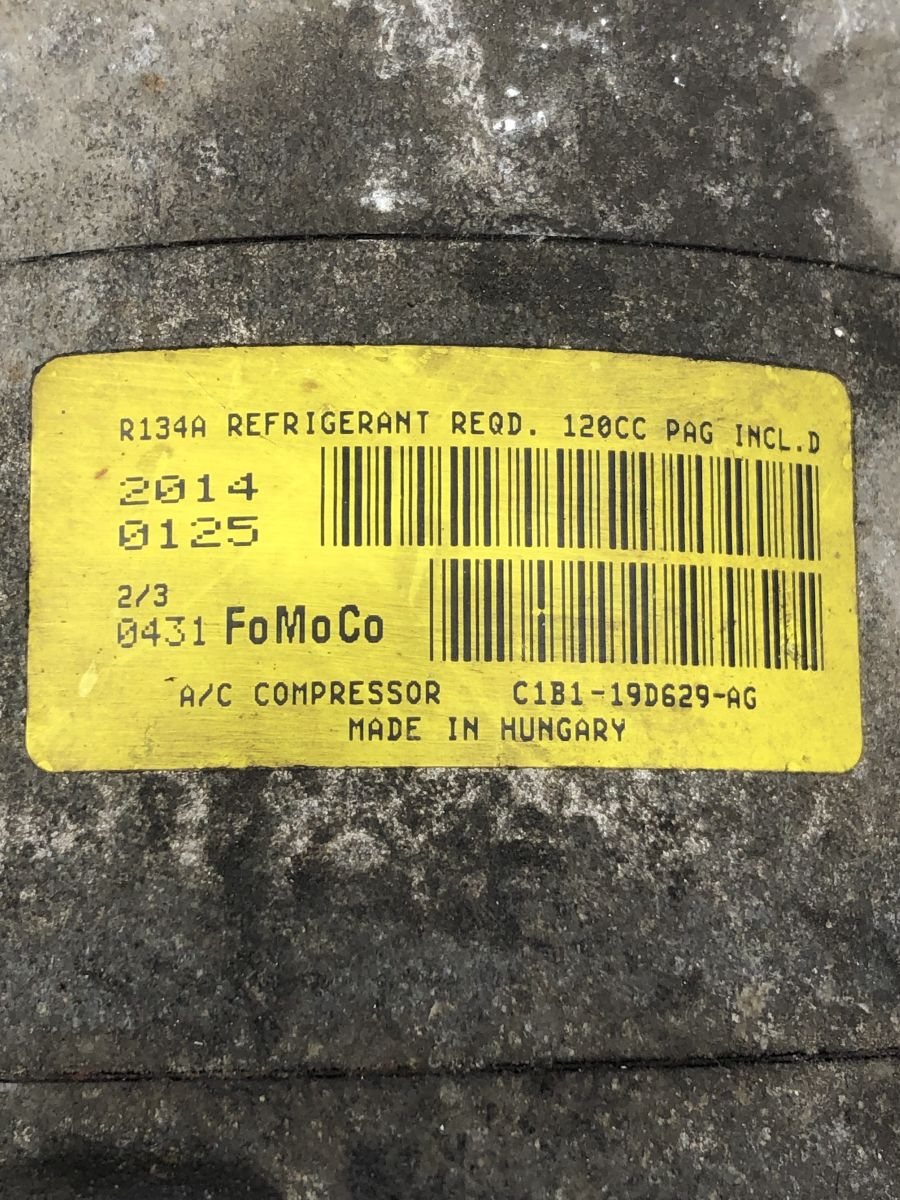 R134A REFRIGERANT REQD. 120CC PAG INCL.D
2014
0125
2/3
0431 FoMoCo
A/C COMPRESSOR C1B1-19D629-AG
MADE IN HUNGARY